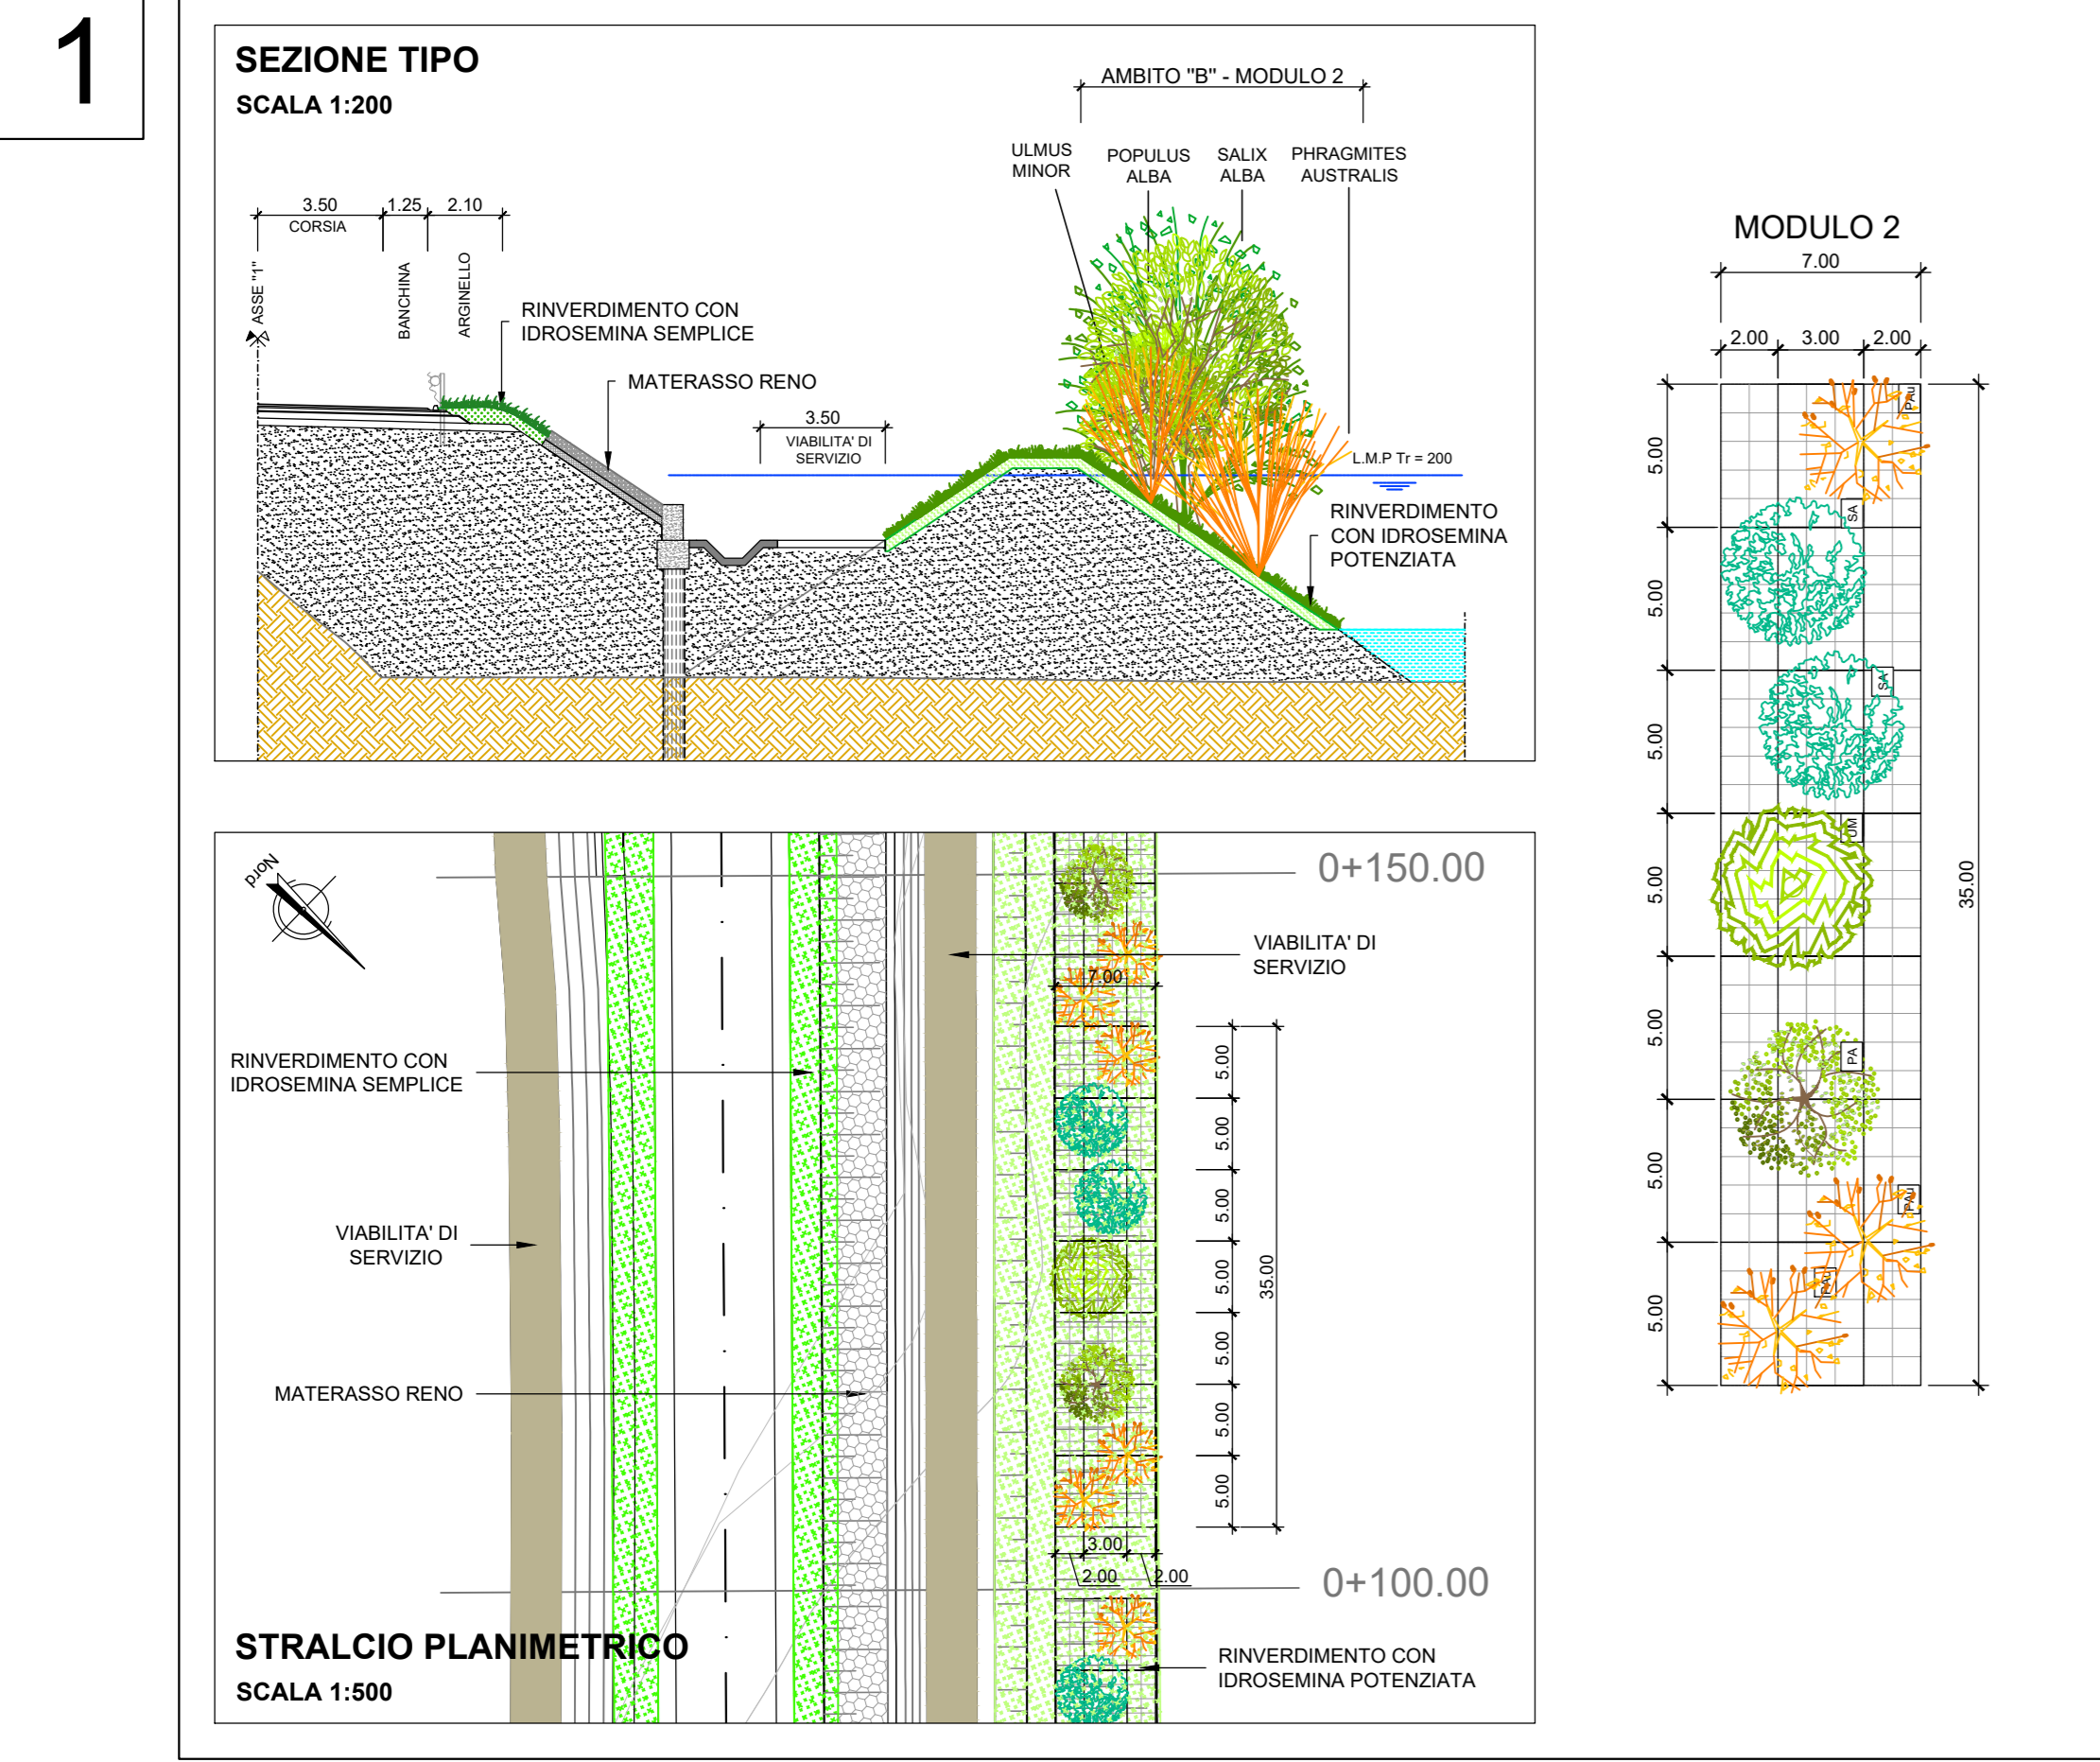 1
SEZIONE TIPO
SCALA 1:200
AMBITO "B" - MODULO 2
ULMUS
MINOR
POPULUS
ALBA
SALIX
ALBA
PHRAGMITES
AUSTRALIS
3.50
CORSIA
1.25
2.10
ASSE "1"
BANCHINA
ARGINELLO
RINVERDIMENTO CON
IDROSEMINA SEMPLICE
MATERASSO RENO
3.50
VIABILITA' DI
SERVIZIO
L.M.P Tr = 200
RINVERDIMENTO
CON IDROSEMINA
POTENZIATA
MODULO 2
7.00
2.00
3.00
2.00
PAu
SA
SA
UM
PA
PAu
PAu
5.00
5.00
5.00
5.00
5.00
5.00
5.00
35.00
Nord
0+150.00
VIABILITA' DI
SERVIZIO
7.00
RINVERDIMENTO CON
IDROSEMINA SEMPLICE
VIABILITA' DI
SERVIZIO
MATERASSO RENO
5.00
5.00
5.00
5.00
5.00
5.00
5.00
35.00
3.00
2.00
2.00
0+100.00
STRALCIO PLANIMETRICO
SCALA 1:500
RINVERDIMENTO CON
IDROSEMINA POTENZIATA